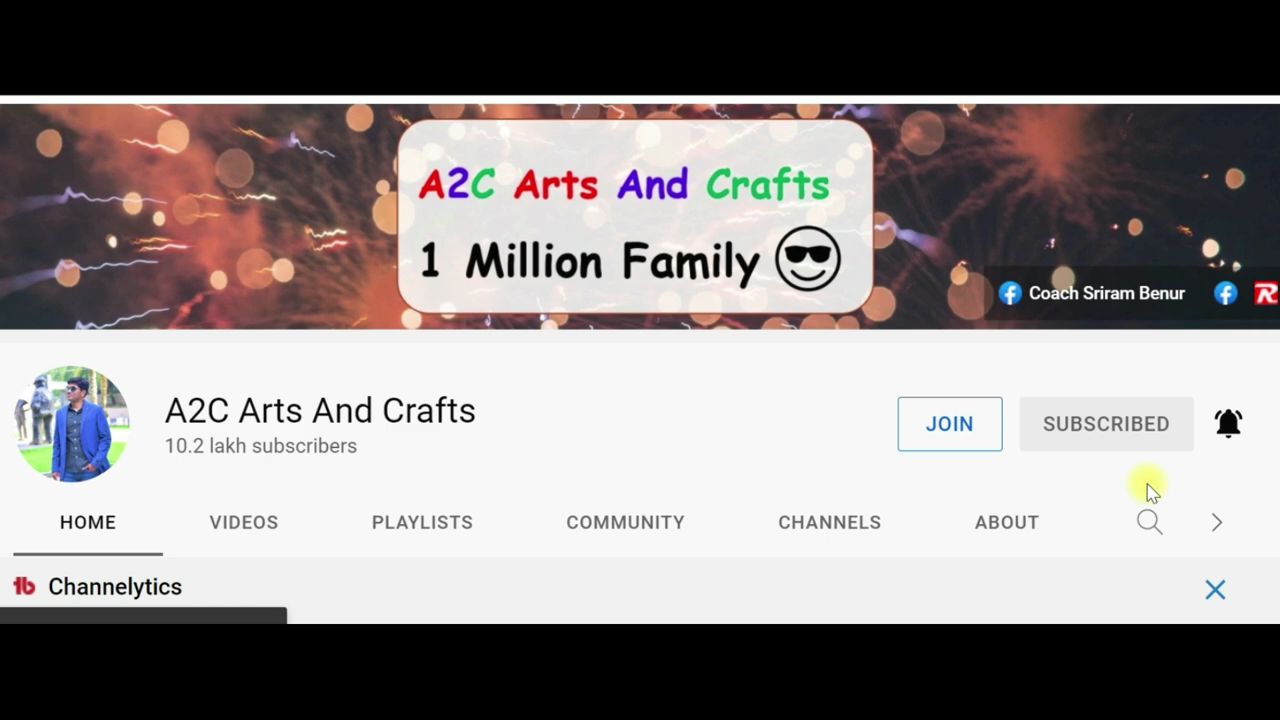 A2C Arts And Crafts
1 Million Family
Coach Sriram Benur
A2C Arts And Crafts
10.2 lakh subscribers
JOIN
SUBSCRIBED
HOME VIDEOS PLAYLISTS COMMUNITY CHANNELS ABOUT
tb Channelytics